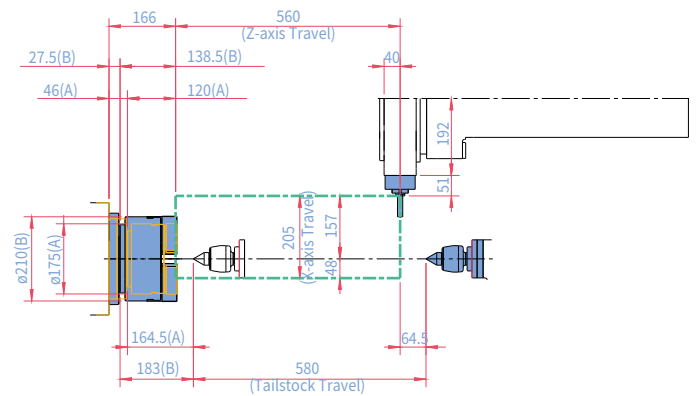 166
560
(Z-axis Travel)
27.5(B)
138.5(B)
40
46(A)
120(A)
192
51
ø210(B)
ø175(A)
205
(X-axis Travel)
157
48
164.5(A)
64.5
183(B)
580
(Tailstock Travel)